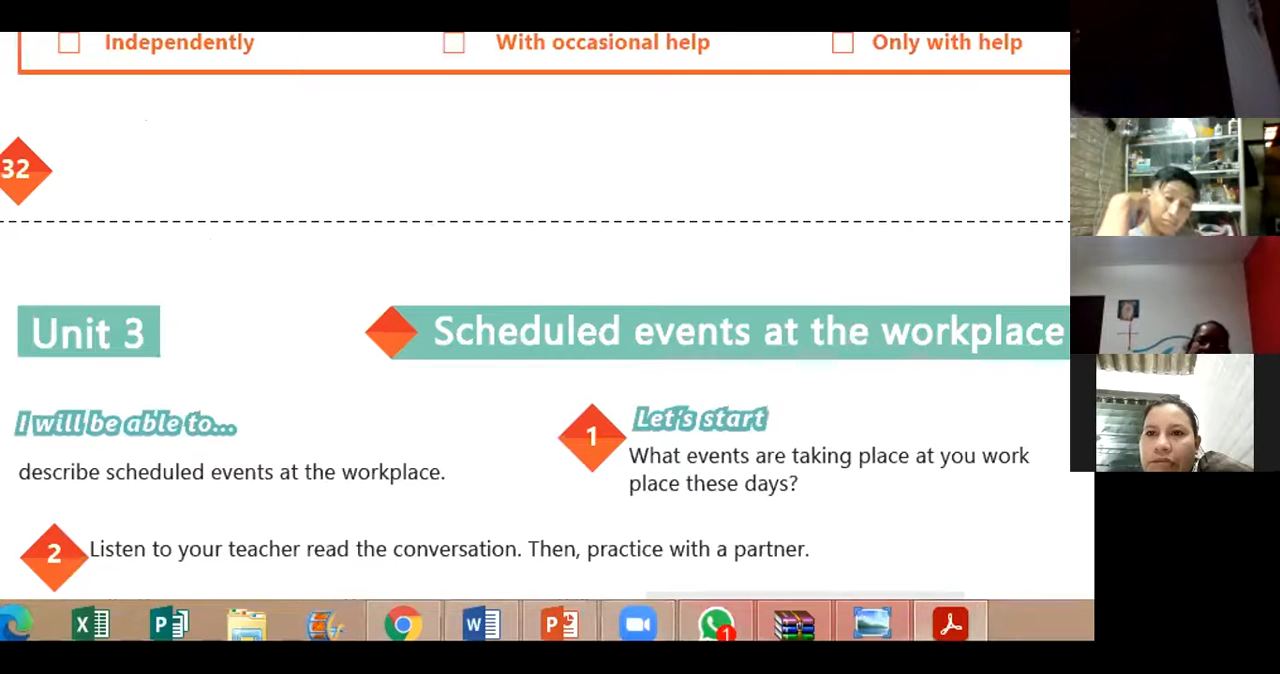 Independently With occasional help Only with help
32
Unit 3 Scheduled events at the workplace
I will be able to...
describe scheduled events at the workplace.
1 Let's start
What events are taking place at you work
place these days?
2 Listen to your teacher read the conversation. Then, practice with a partner.
X P W P 1